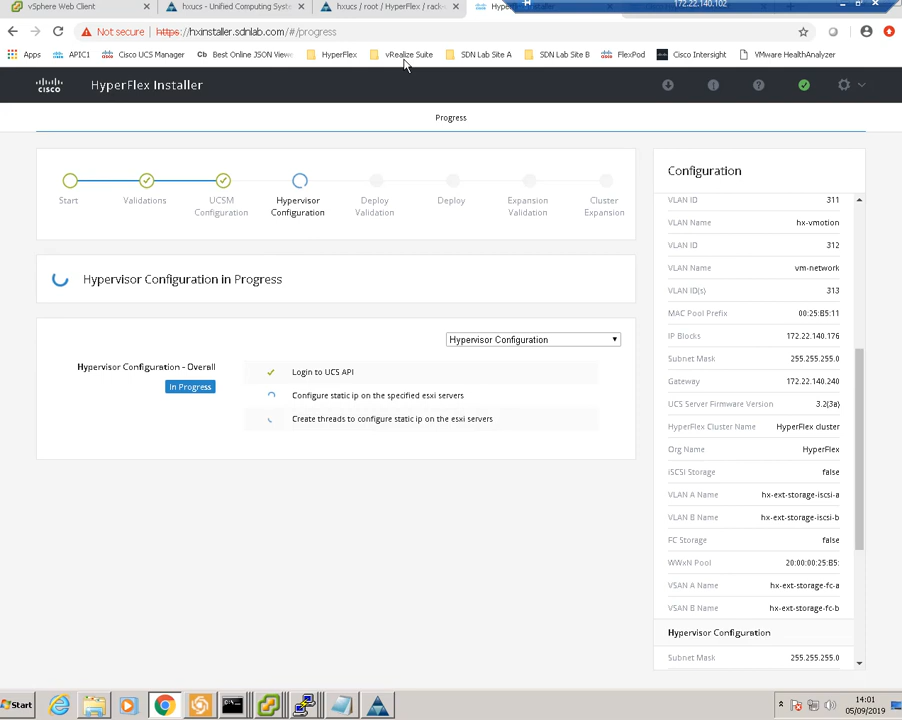 vSphere Web Client
hxucs - Unified Computing Syste
hxucs / root / HyperFlex / rack-
172.22.140.102
Not secure
https://hxinstaller.sdnlab.com/#/progress
Apps
APIC1
Cisco UCS Manager
Cb Best Online JSON View
HyperFlex
vRealize Suite
SDN Lab Site A
SDN Lab Site B
FlexPod
Cisco Intersight
VMware HealthAnalyzer
cisco
HyperFlex Installer
Progress
Start
Validations
UCSM
Configuration
Hypervisor
Configuration
Deploy
Validation
Deploy
Expansion
Validation
Cluster
Expansion
Hypervisor Configuration in Progress
Hypervisor Configuration
Hypervisor Configuration - Overall
In Progress
Login to UCS API
Configure static ip on the specified esxi servers
Create threads to configure static ip on the esxi servers
Configuration
VLAN ID 311
VLAN Name hx-vmotion
VLAN ID 312
VLAN Name vm-network
VLAN ID(s) 313
MAC Pool Prefix 00:25:B5:11
IP Blocks 172.22.140.176
Subnet Mask 255.255.255.0
Gateway 172.22.140.240
UCS Server Firmware Version 3.2(3a)
HyperFlex Cluster Name HyperFlex cluster
Org Name HyperFlex
iSCSI Storage false
VLAN A Name hx-ext-storage-iscsi-a
VLAN B Name hx-ext-storage-iscsi-b
FC Storage false
WWxN Pool 20:00:00:25:B5:
VSAN A Name hx-ext-storage-fc-a
VSAN B Name hx-ext-storage-fc-b
Hypervisor Configuration
Subnet Mask 255.255.255.0
Start
14:01
05/09/2019